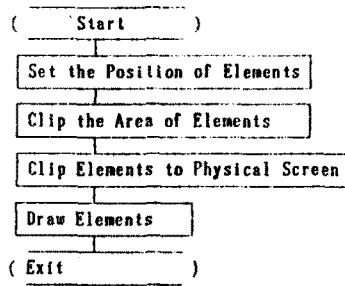 ( Start )
Set the Position of Elements
Clip the Area of Elements
Clip Elements to Physical Screen
Draw Elements
( Exit )